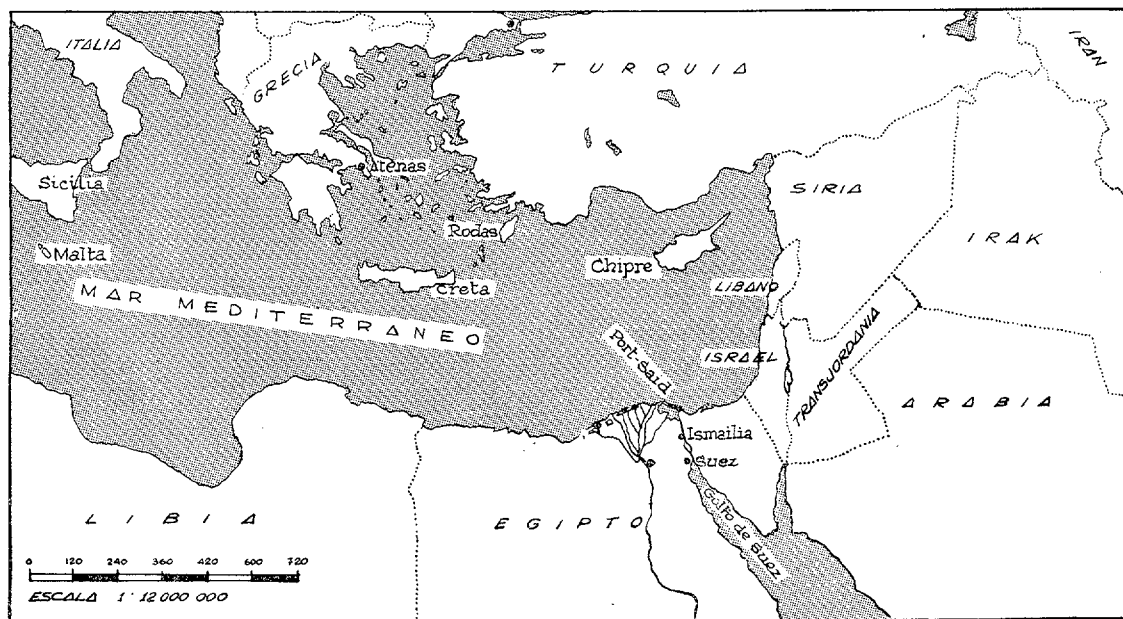 ITALIA
GRECIA
TURQUIA
IRAN
Atenas
Sicilia
SIRIA
Rodas
IRAK
Malta
Chipre
Creta
LIBANO
MAR MEDITERRANEO
ISRAEL
Port-Said
TRANSJORDANIA
ARABIA
Ismailia
Suez
Golfo de Suez
LIBIA
EGIPTO
0 120 240 360 420 600 720
ESCALA 1:12 000 000